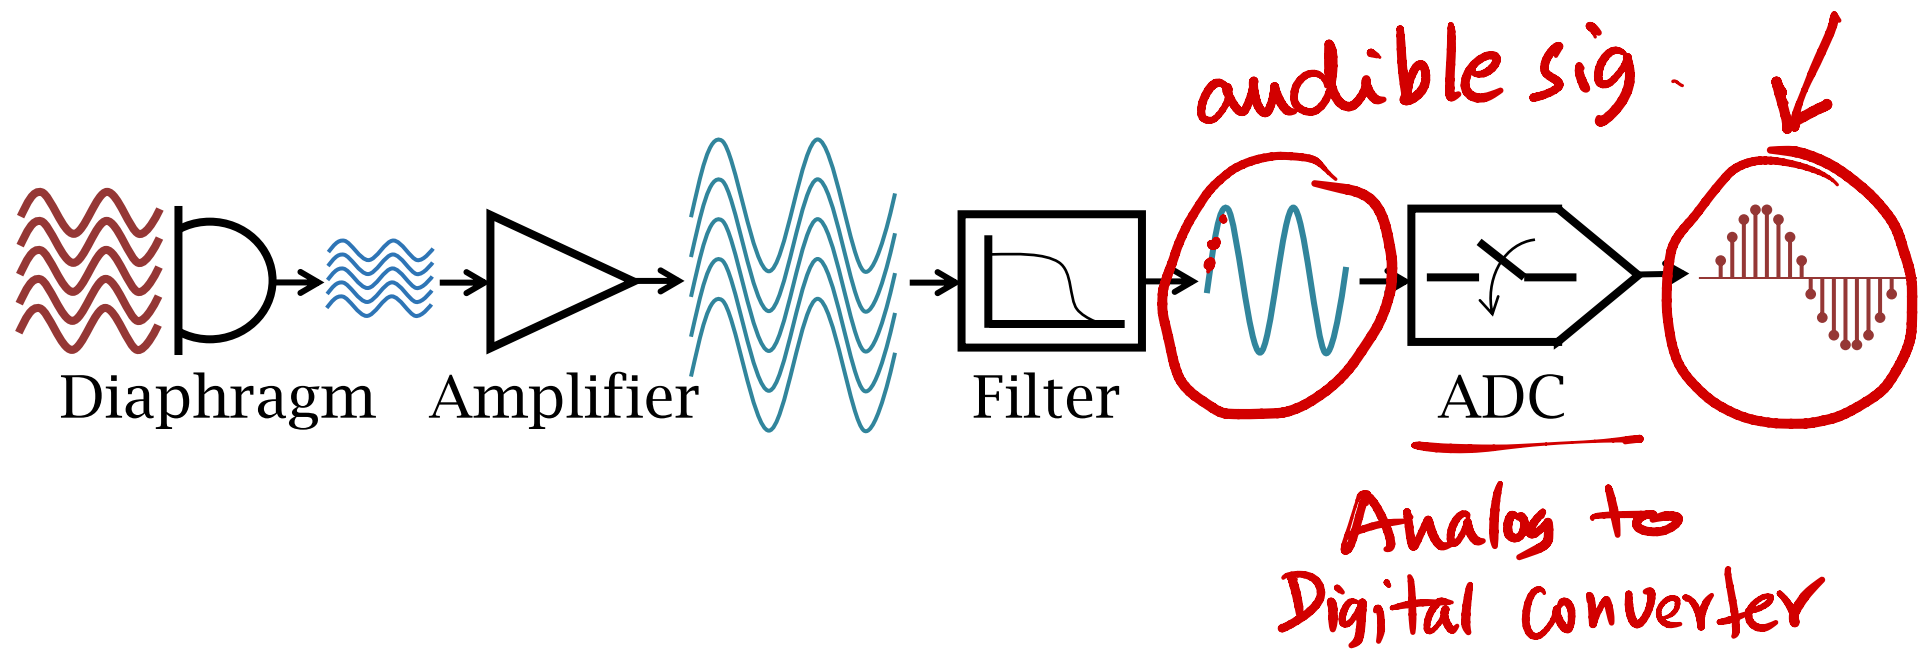 audible sig.
Diaphragm Amplifier Filter ADC
Analog to
Digital Converter